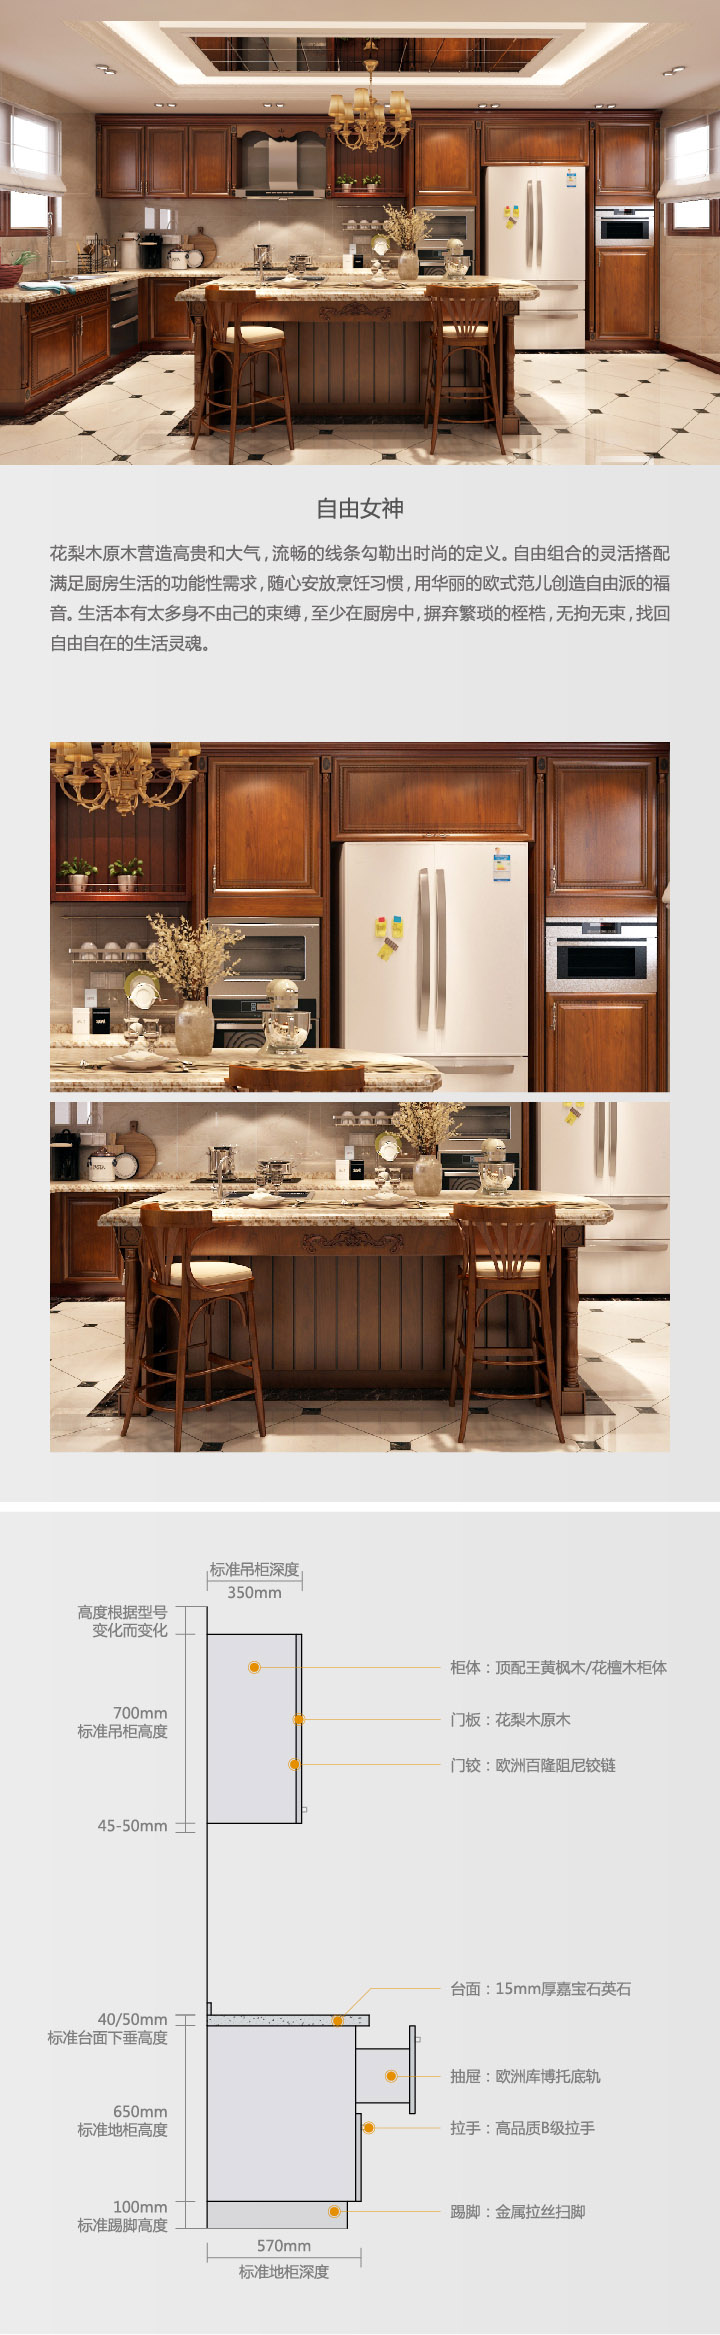 自由女神
花梨木原木营造高贵和大气,流畅的线条勾勒出时尚的定义。自由组合的灵活搭配
满足厨房生活的功能性需求,随心安放烹饪习惯,用华丽的欧式范儿创造自由派的福
音。生活本有太多身不由己的束缚,至少在厨房中,摒弃繁琐的桎梏,无拘无束,找回
自由自在的生活灵魂。
标准吊柜深度
350mm
高度根据型号
变化而变化
柜体：顶配王黄枫木/花檀木柜体
700mm
标准吊柜高度
门板：花梨木原木
门铰：欧洲百隆阻尼铰链
45-50mm
台面：15mm厚嘉宝石英石
40/50mm
标准台面下垂高度
抽屉：欧洲库博托底轨
650mm
标准地柜高度
拉手：高品质B级拉手
100mm
标准踢脚高度
踢脚：金属拉丝扫脚
570mm
标准地柜深度